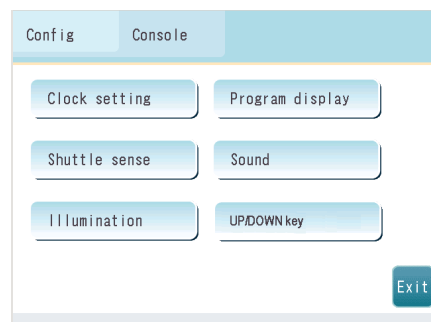 Config Console
Clock setting Program display
Shuttle sense Sound
Illumination UP/DOWN key
Exit